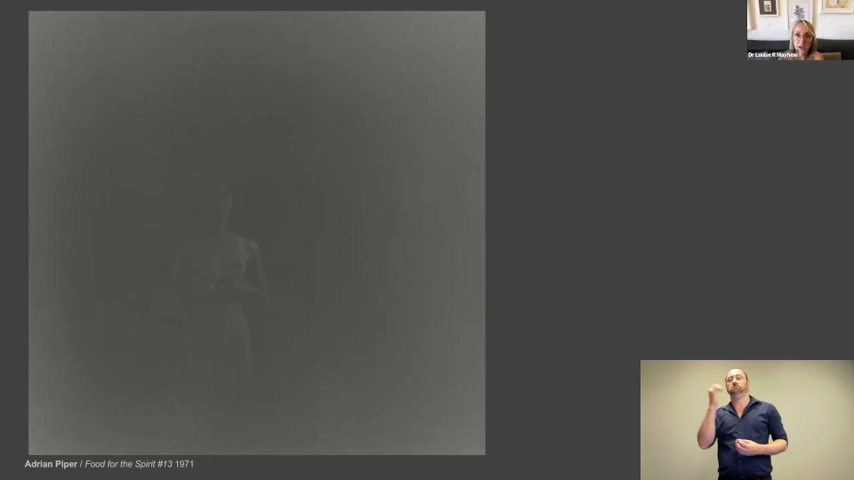 Dr Louise R Mayhew
Adrian Piper / Food for the Spirit #13 1971